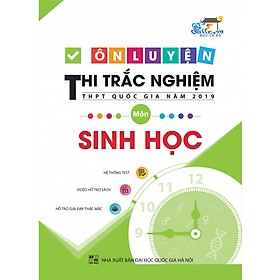 ÔN LUYỆN
THI TRẮC NGHIỆM
THPT QUỐC GIA NĂM 2019
Môn
SINH HỌC
HỆ THỐNG TEST
VIDEO HỖ TRỢ SÁCH
HỖ TRỢ GIẢI ĐÁP THẮC MẮC
NHÀ XUẤT BẢN ĐẠI HỌC QUỐC GIA HÀ NỘI